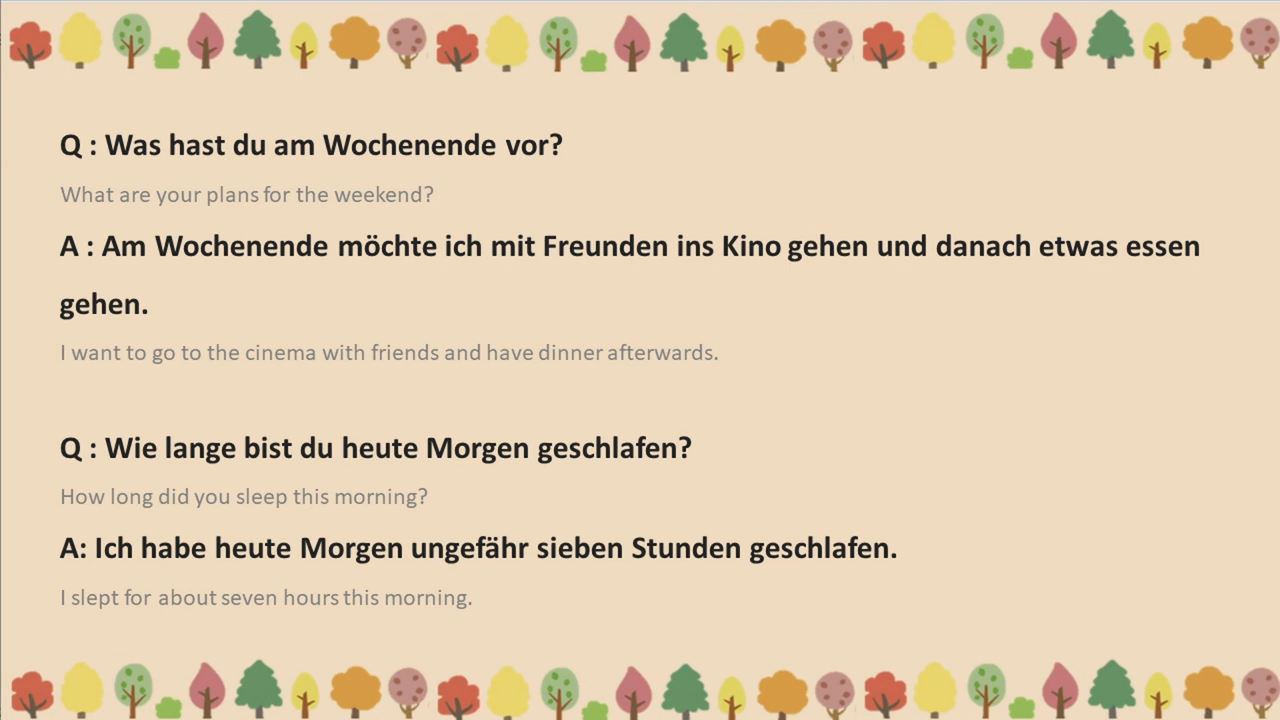 Q : Was hast du am Wochenende vor?
What are your plans for the weekend?
A : Am Wochenende möchte ich mit Freunden ins Kino gehen und danach etwas essen
gehen.
I want to go to the cinema with friends and have dinner afterwards.
Q : Wie lange bist du heute Morgen geschlafen?
How long did you sleep this morning?
A: Ich habe heute Morgen ungefähr sieben Stunden geschlafen.
I slept for about seven hours this morning.